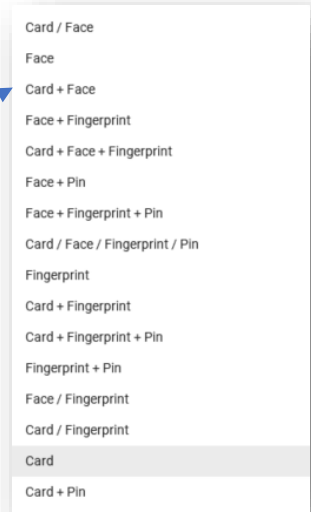 Card / Face
Face
Card + Face
Face + Fingerprint
Card + Face + Fingerprint
Face + Pin
Face + Fingerprint + Pin
Card / Face / Fingerprint / Pin
Fingerprint
Card + Fingerprint
Card + Fingerprint + Pin
Fingerprint + Pin
Face / Fingerprint
Card / Fingerprint
Card
Card + Pin